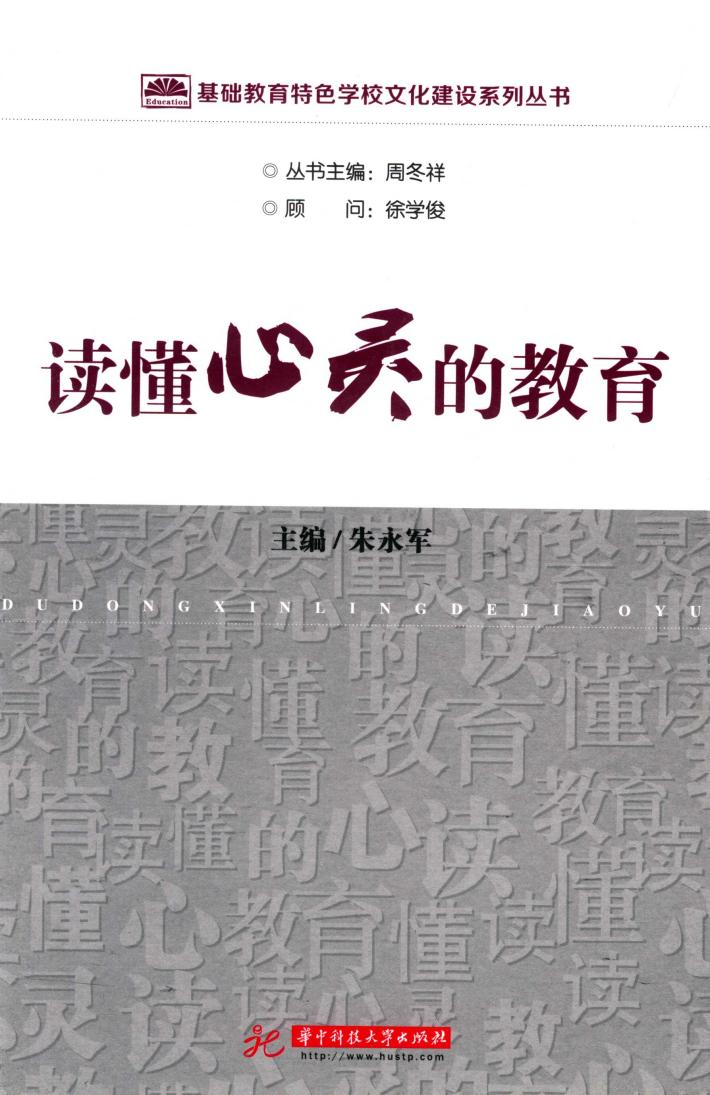 Education
基础教育特色学校文化建设系列丛书
◎ 丛书主编：周冬祥
◎ 顾　　问：徐学俊
读懂心灵的教育
主编/朱永军
DUDONGXINLINGDEJIAOYU
华中科技大学出版社
http://www.hustp.com